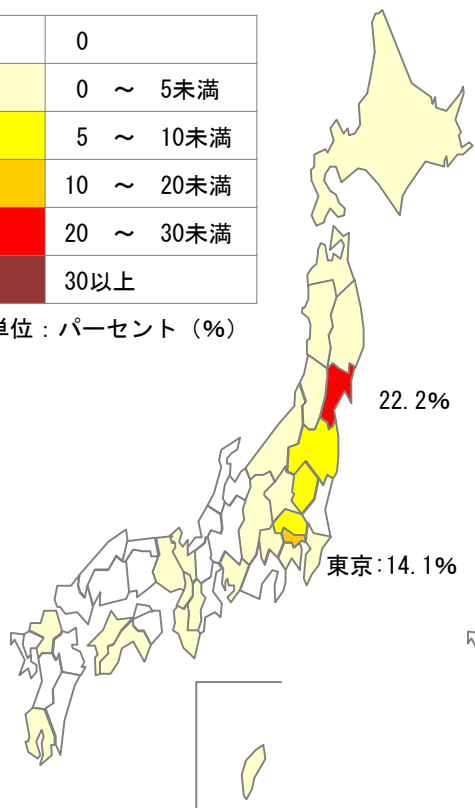 0
0 ～ 5未満
5 ～ 10未満
10 ～ 20未満
20 ～ 30未満
30以上
単位：パーセント（%）
22.2%
東京:14.1%